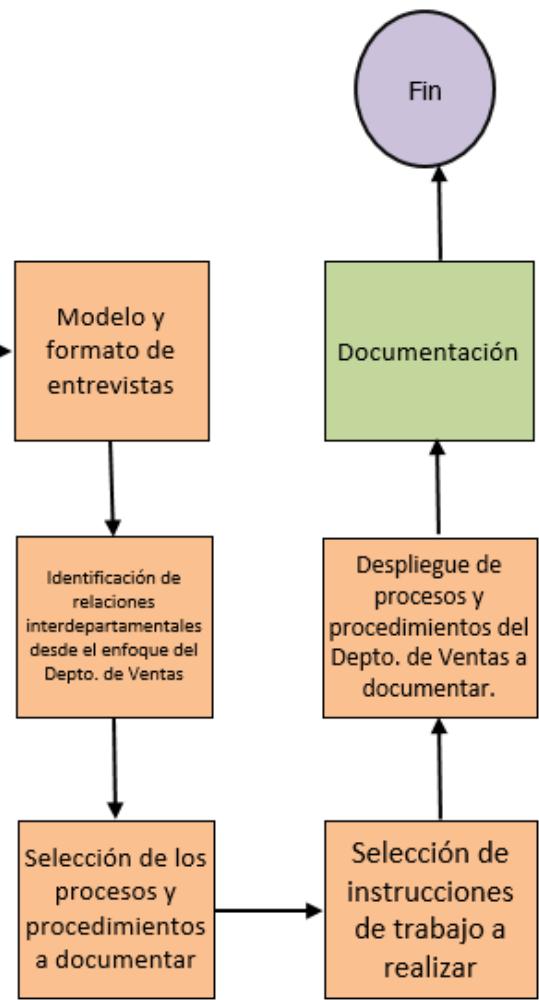 Modelo y
formato de
entrevistas
Identificación de
relaciones
interdepartamentales
desde el enfoque del
Depto. de Ventas
Selección de los
procesos y
procedimientos
a documentar
Selección de
instrucciones
de trabajo a
realizar
Despliegue de
procesos y
procedimientos del
Depto. de Ventas a
documentar.
Documentación
Fin